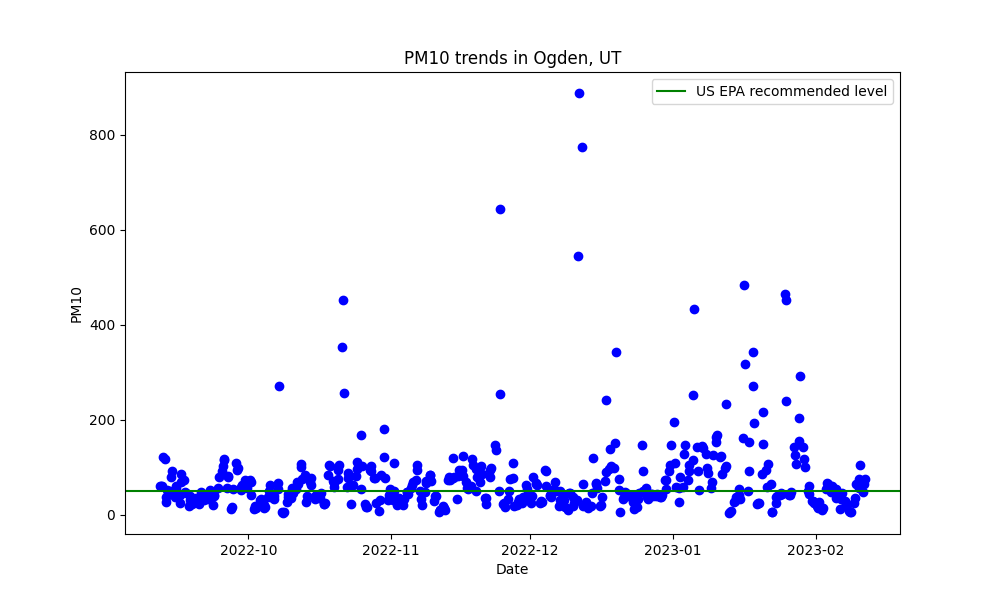 PM10 trends in Ogden, UT
US EPA recommended level
800
600
400
200
0
PM10
2022-10
2022-11
2022-12
2023-01
2023-02
Date